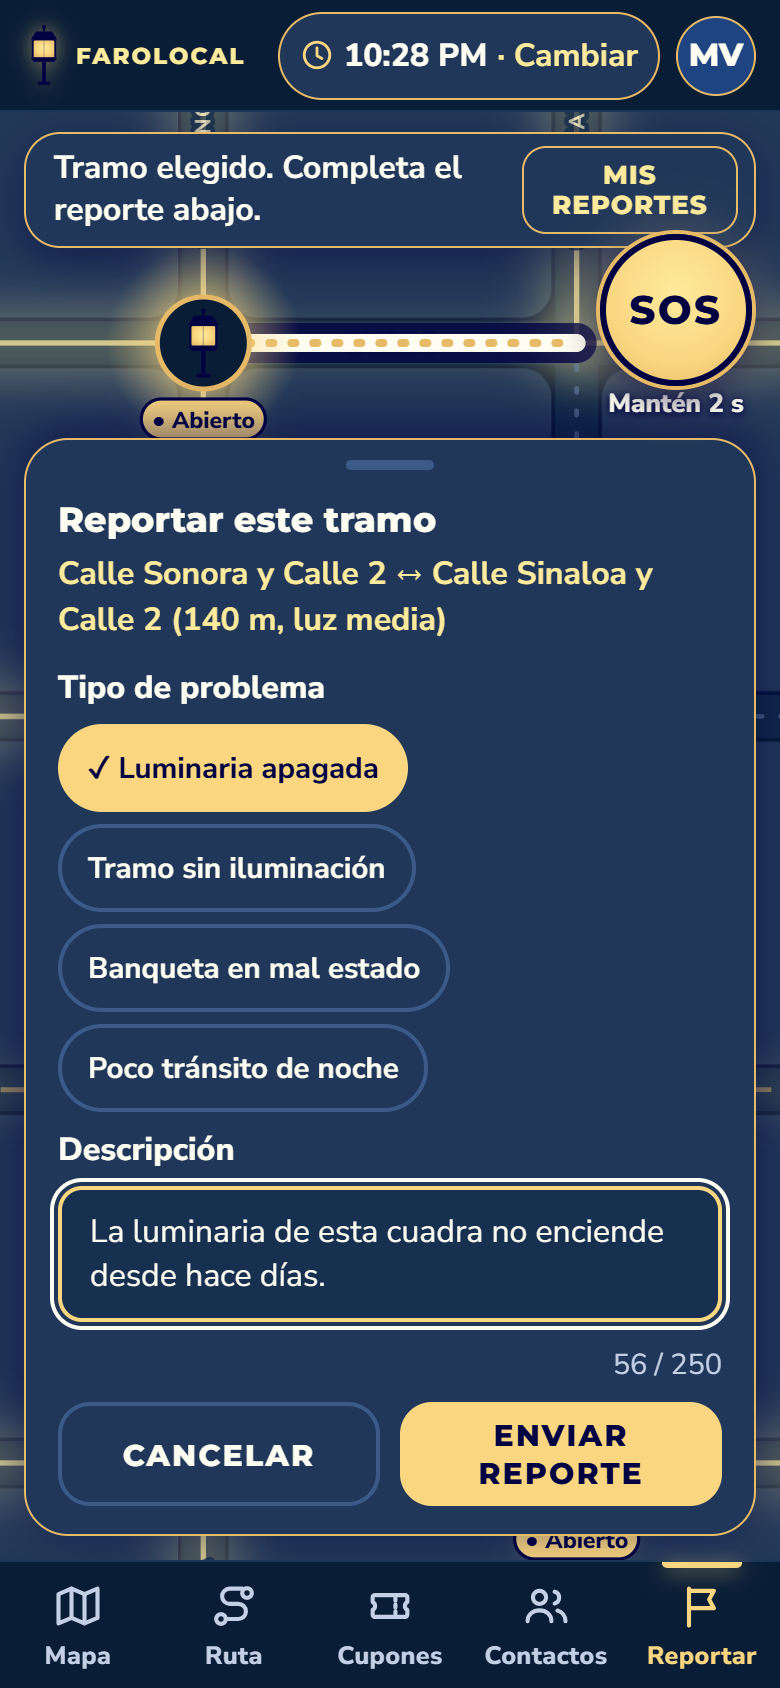 FAROLOCAL
10:28 PM · Cambiar
MV
Tramo elegido. Completa el
reporte abajo.
MIS
REPORTES
SOS
Mantén 2 s
• Abierto
Reportar este tramo
Calle Sonora y Calle 2 ↔ Calle Sinaloa y
Calle 2 (140 m, luz media)
Tipo de problema
✓ Luminaria apagada
Tramo sin iluminación
Banqueta en mal estado
Poco tránsito de noche
Descripción
La luminaria de esta cuadra no enciende
desde hace días.
56 / 250
CANCELAR
ENVIAR
REPORTE
• Abierto
Mapa
Ruta
Cupones
Contactos
Reportar